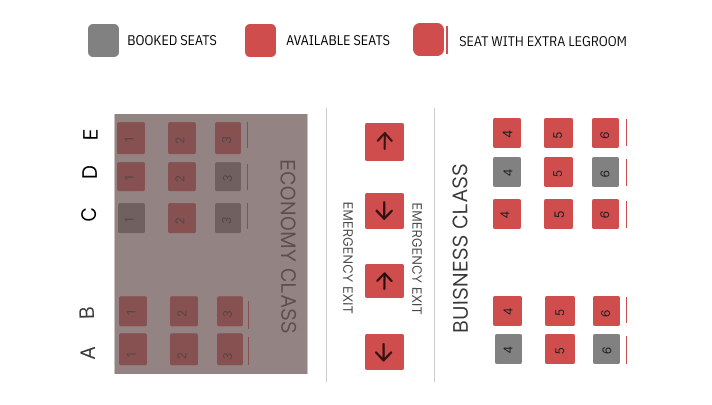 BOOKED SEATS
AVAILABLE SEATS
SEAT WITH EXTRA LEGROOM
E
1 2 3
4 5 6
D
1 2 3
4 5 6
C
1 2 3
4 5 6
B
1 2 3
4 5 6
A
1 2 3
4 5 6
ECONOMY CLASS
EMERGENCY EXIT
EMERGENCY EXIT
BUISNESS CLASS